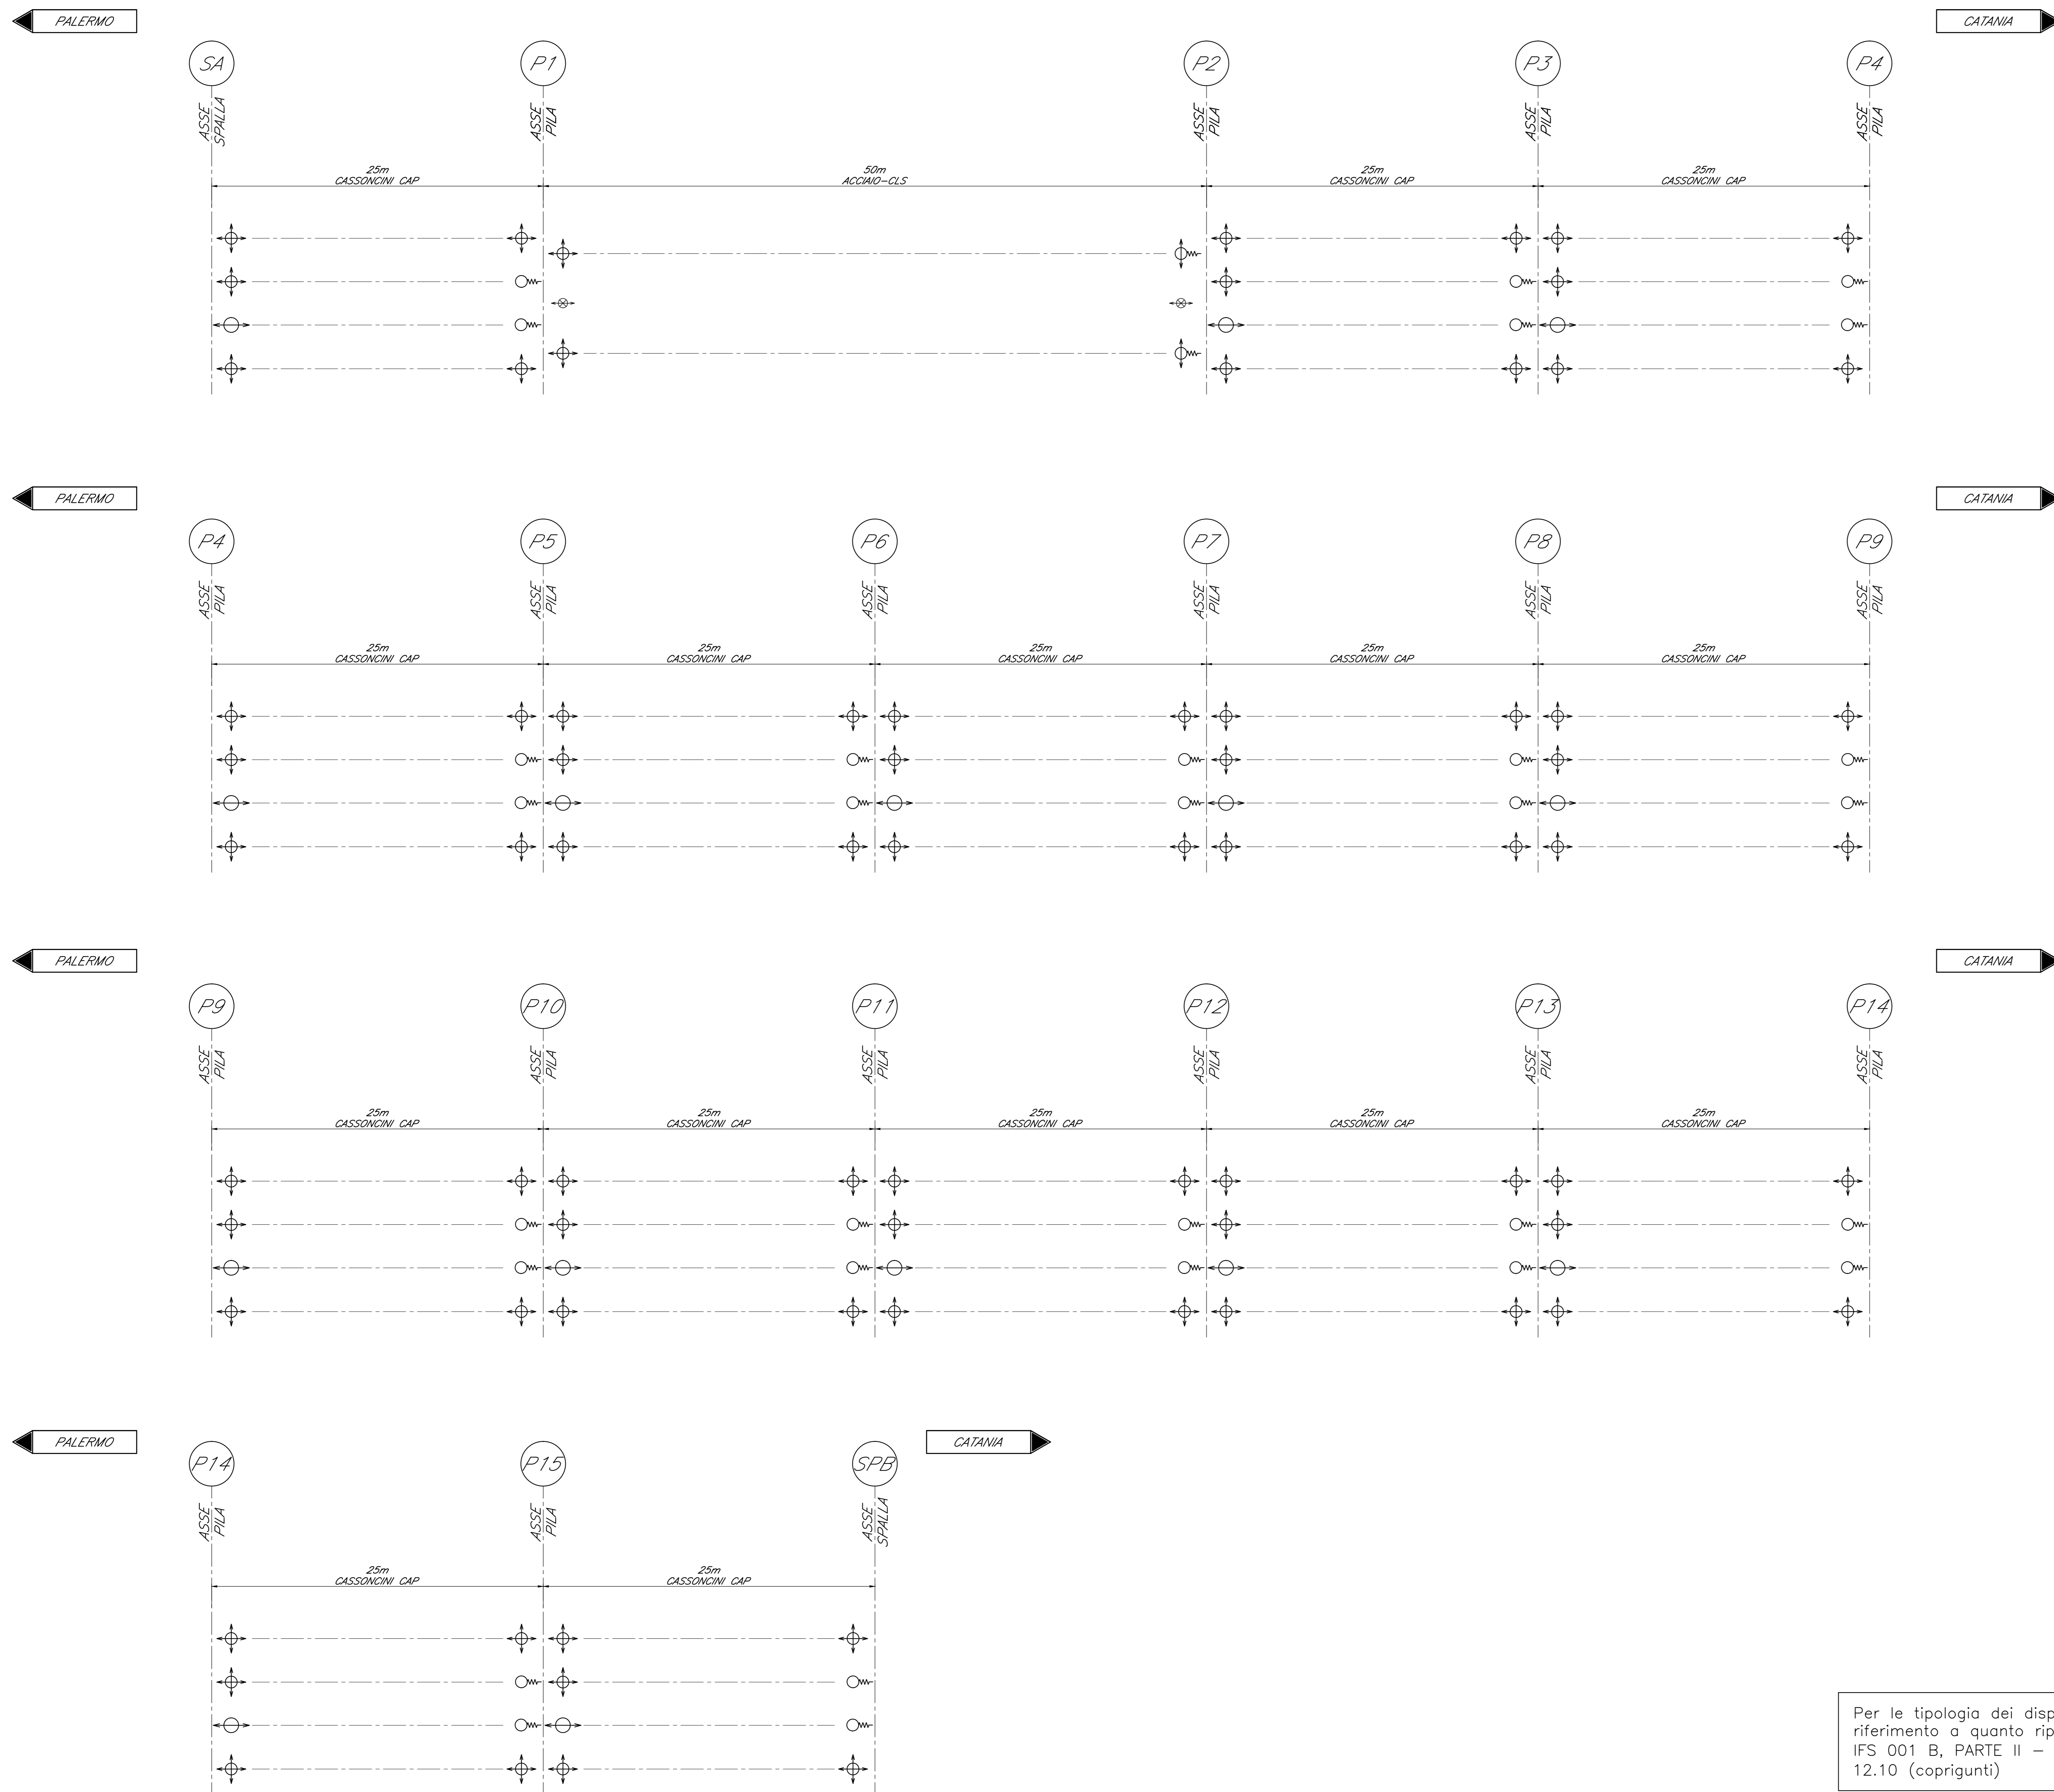 PALERMO
CATANIA
SA
P1
P2
P3
P4
ASSE
SPALLA
ASSE
PILA
ASSE
PILA
ASSE
PILA
ASSE
PILA
25m
CASSONCINI CAP
50m
ACCIAIO-CLS
25m
CASSONCINI CAP
25m
CASSONCINI CAP
PALERMO
CATANIA
P4
P5
P6
P7
P8
P9
ASSE
PILA
ASSE
PILA
ASSE
PILA
ASSE
PILA
ASSE
PILA
ASSE
PILA
25m
CASSONCINI CAP
25m
CASSONCINI CAP
25m
CASSONCINI CAP
25m
CASSONCINI CAP
25m
CASSONCINI CAP
PALERMO
CATANIA
P9
P10
P11
P12
P13
P14
ASSE
PILA
ASSE
PILA
ASSE
PILA
ASSE
PILA
ASSE
PILA
ASSE
PILA
25m
CASSONCINI CAP
25m
CASSONCINI CAP
25m
CASSONCINI CAP
25m
CASSONCINI CAP
25m
CASSONCINI CAP
PALERMO
CATANIA
P14
P15
SPB
ASSE
PILA
ASSE
PILA
ASSE
SPALLA
25m
CASSONCINI CAP
25m
CASSONCINI CAP
Per le tipologia dei disp
riferimento a quanto rip
IFS 001 B, PARTE II –
12.10 (coprigunti)